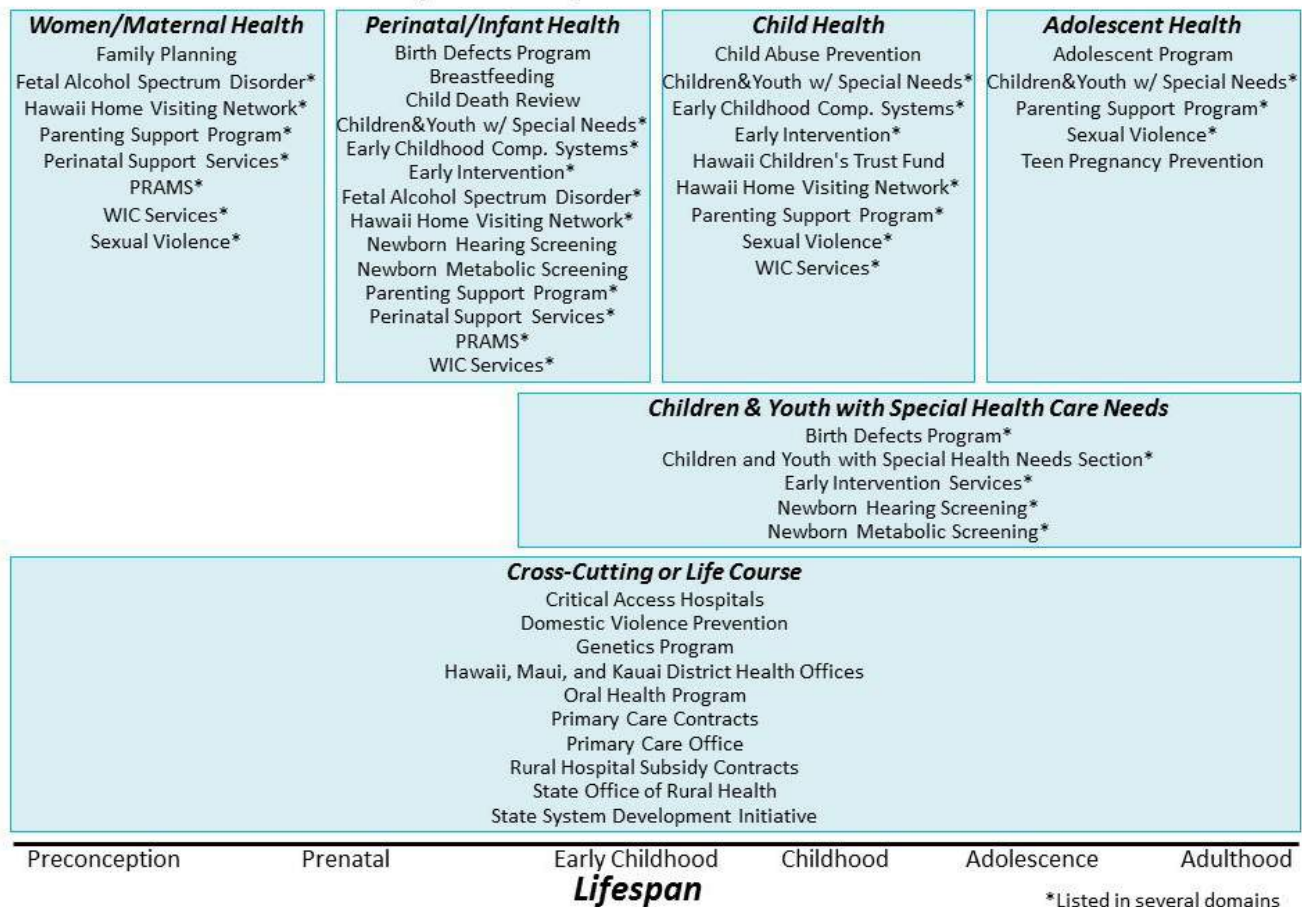 Women/Maternal Health
Family Planning
Fetal Alcohol Spectrum Disorder*
Hawaii Home Visiting Network*
Parenting Support Program*
Perinatal Support Services*
PRAMS*
WIC Services*
Sexual Violence*
Perinatal/Infant Health
Birth Defects Program
Breastfeeding
Child Death Review
Children&Youth w/ Special Needs*
Early Childhood Comp. Systems*
Early Intervention*
Fetal Alcohol Spectrum Disorder*
Hawaii Home Visiting Network*
Newborn Hearing Screening
Newborn Metabolic Screening
Parenting Support Program*
Perinatal Support Services*
PRAMS*
WIC Services*
Child Health
Child Abuse Prevention
Children&Youth w/ Special Needs*
Early Childhood Comp. Systems*
Early Intervention*
Hawaii Children's Trust Fund
Hawaii Home Visiting Network*
Parenting Support Program*
Sexual Violence*
WIC Services*
Adolescent Health
Adolescent Program
Children&Youth w/ Special Needs*
Parenting Support Program*
Sexual Violence*
Teen Pregnancy Prevention
Children & Youth with Special Health Care Needs
Birth Defects Program*
Children and Youth with Special Health Needs Section*
Early Intervention Services*
Newborn Hearing Screening*
Newborn Metabolic Screening*
Cross-Cutting or Life Course
Critical Access Hospitals
Domestic Violence Prevention
Genetics Program
Hawaii, Maui, and Kauai District Health Offices
Oral Health Program
Primary Care Contracts
Primary Care Office
Rural Hospital Subsidy Contracts
State Office of Rural Health
State System Development Initiative
Preconception Prenatal Early Childhood Childhood Adolescence Adulthood
Lifespan
*Listed in several domains